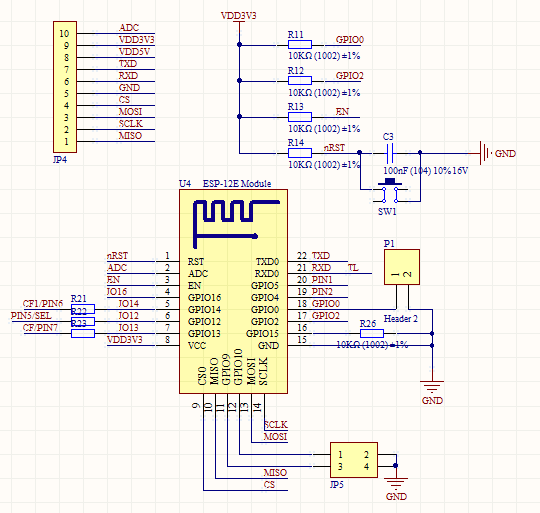 VDD3V3
10 ADC
9 VDD3V3
8 VDD5V
7 TXD
6 RXD
5 GND
4 CS
3 MOSI
2 SCLK
1 MISO
JP4
R11 GPIO0
10KΩ (1002) ±1%
R12 GPIO2
10KΩ (1002) ±1%
R13 EN
10KΩ (1002) ±1%
R14 nRST
10KΩ (1002) ±1%
C3
GND
100nF (104) 10% 16V
SW1
U4 ESP-12E Module
nRST 1 RST
ADC 2 ADC
EN 3 EN
JO16 4 GPIO16
CF1/PIN6 R21 JO14 5 GPIO14
PIN5/SEL R22 JO12 6 GPIO12
CF/PIN7 R23 JO13 7 GPIO13
VDD3V3 8 VCC
TXD0 22 TXD
RXD0 21 RXD TL
GPIO5 20 PIN1
GPIO4 19 PIN2
GPIO0 18 GPIO0
GPIO2 17 GPIO2
GPIO15 16 R26
10KΩ (1002) ±1%
GND 15
P1
1 2
Header 2
GND
CS0 MISO GPIO9 GPIO10 MOSI SCLK
9 10 11 12 13 14
SCLK
MOSI
MISO
CS
1 2
3 4
JP5
GND